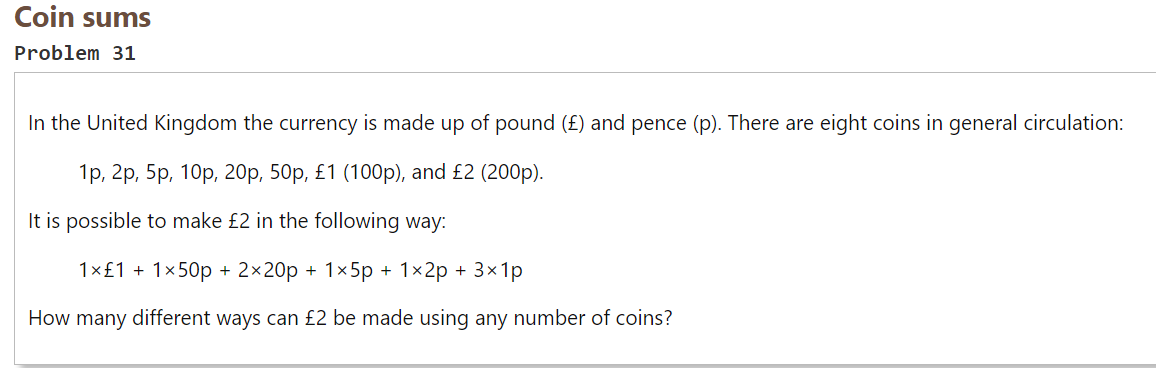 Coin sums
Problem 31
In the United Kingdom the currency is made up of pound (£) and pence (p). There are eight coins in general circulation:
1p, 2p, 5p, 10p, 20p, 50p, £1 (100p), and £2 (200p).
It is possible to make £2 in the following way:
1×£1 + 1×50p + 2×20p + 1×5p + 1×2p + 3×1p
How many different ways can £2 be made using any number of coins?